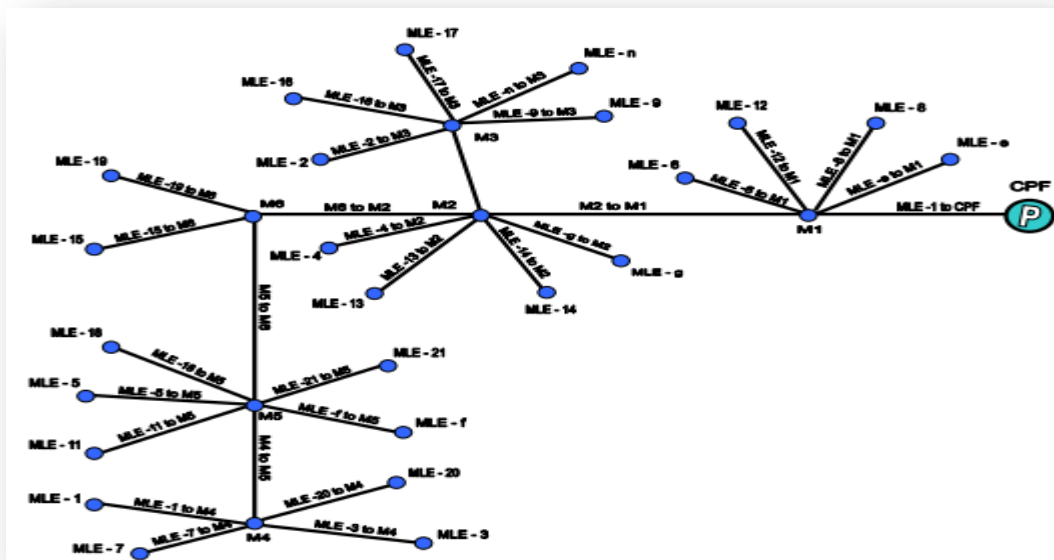 MLE - 17
MLE - n
MLE - 16
MLE -17 to M3
MLE -n to M3
MLE -16 to M3
MLE -9 to M3
MLE - 9
M3
MLE -2 to M3
MLE - 2
MLE - 12
MLE - 8
MLE - 6
MLE -12 to M1
MLE -8 to M1
MLE - e
MLE -e to M1
MLE - 19
MLE -19 to M6
CPF
P
M6
M6 to M2
M2
M2 to M1
M1
MLE -1 to CPF
MLE - 15
MLE -15 to M6
MLE -4 to M2
MLE - 4
MLE -13 to M2
MLE -14 to M2
MLE -g to M2
MLE - g
MLE - 13
MLE - 14
M5 to M6
MLE - 18
MLE -18 to M5
MLE - 21
MLE -21 to M5
MLE - 5
MLE -5 to M5
M5
MLE -f to M5
MLE - f
MLE - 11
MLE -11 to M5
M4 to M5
MLE - 20
MLE -20 to M4
MLE - 1
MLE -1 to M4
MLE -3 to M4
MLE - 3
MLE -7 to M4
MLE - 7
M4